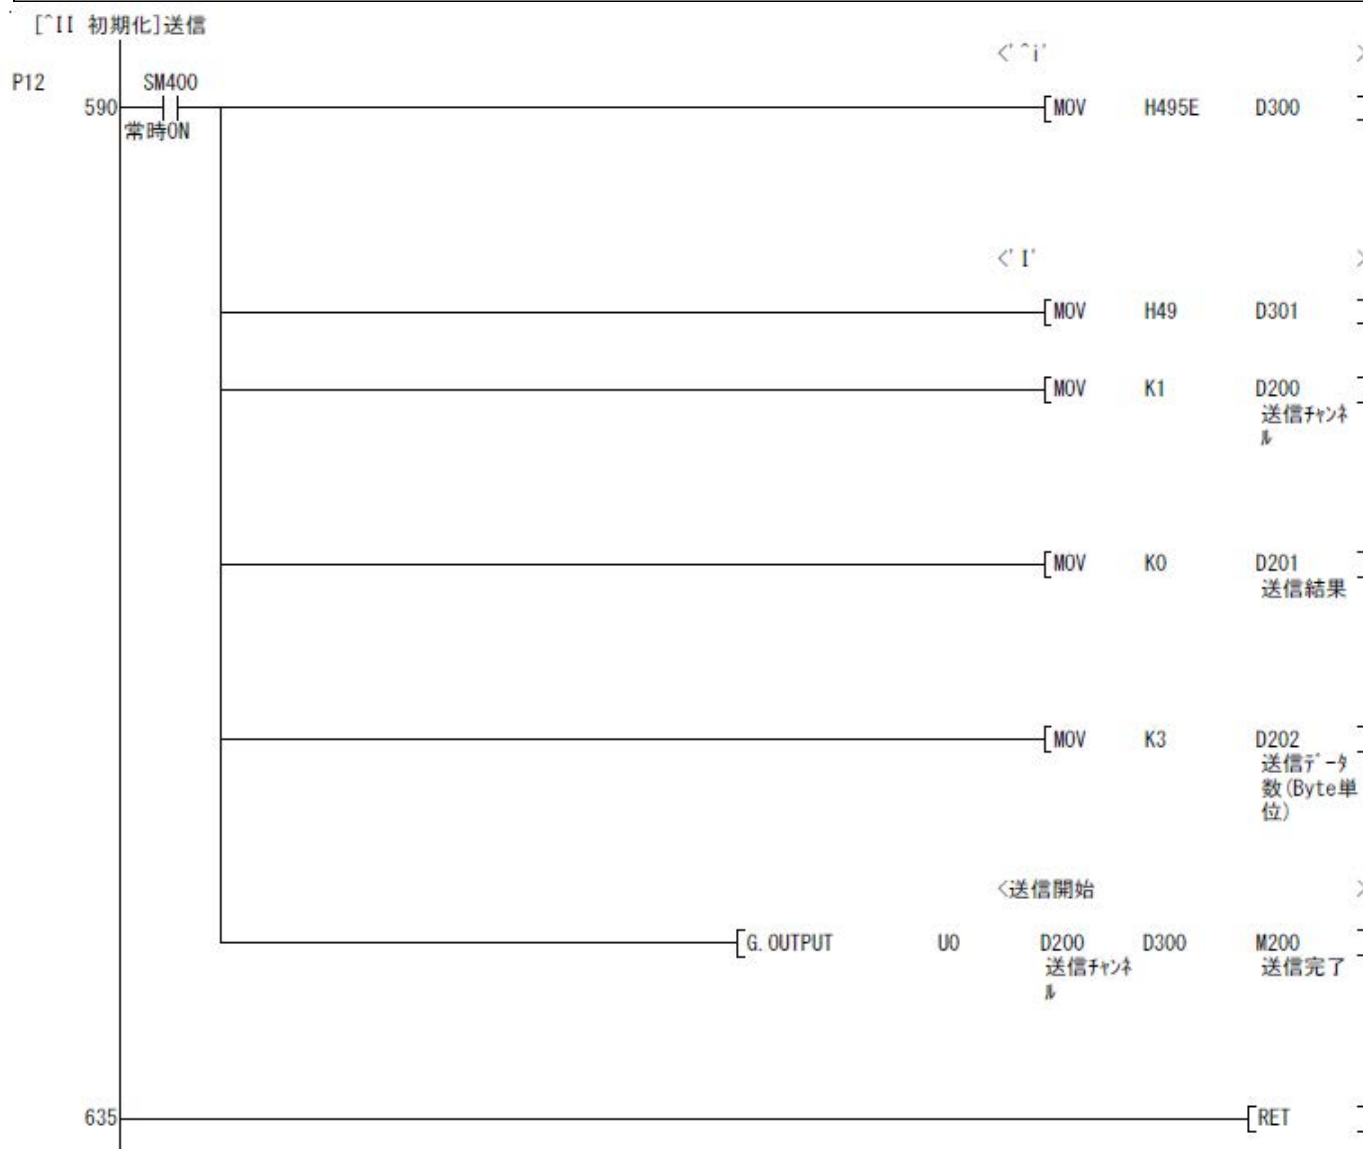 [^II 初期化]送信
<'^i' >
P12 SM400
590 [MOV H495E D300 ]
常時ON
<'I' >
[MOV H49 D301 ]
[MOV K1 D200 ]
送信ﾁｬﾝﾈ
ﾙ
[MOV K0 D201 ]
送信結果
[MOV K3 D202 ]
送信ﾃﾞｰﾀ
数(Byte単
位)
<送信開始 >
[G.OUTPUT U0 D200 D300 M200 ]
送信ﾁｬﾝﾈ 送信完了
ﾙ
635 [RET ]